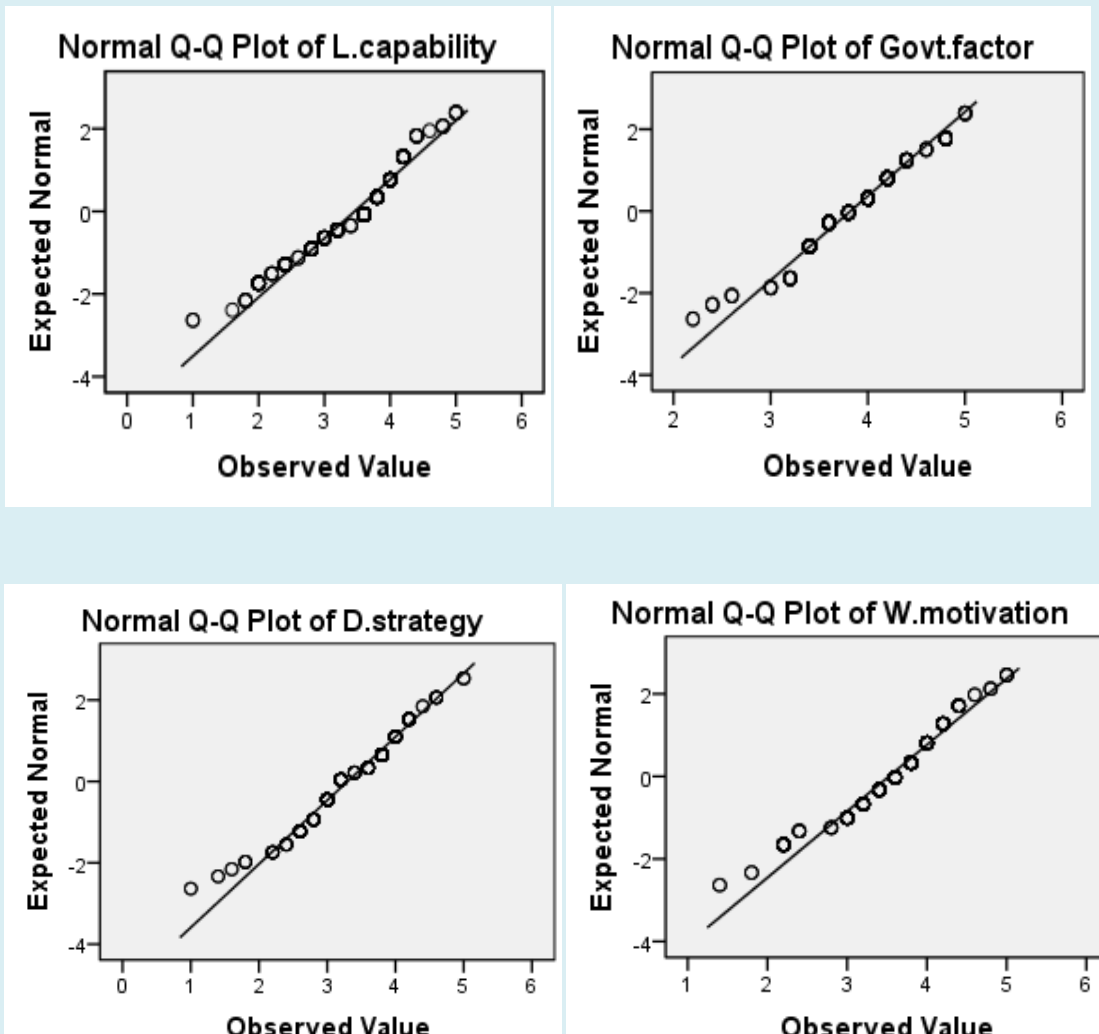 Normal Q-Q Plot of L.capability
Expected Normal
2
0
-2
-4
0 1 2 3 4 5 6
Observed Value
Normal Q-Q Plot of Govt.factor
Expected Normal
2
0
-2
-4
2 3 4 5 6
Observed Value
Normal Q-Q Plot of D.strategy
Expected Normal
2
0
-2
-4
0 1 2 3 4 5 6
Observed Value
Normal Q-Q Plot of W.motivation
Expected Normal
2
0
-2
-4
1 2 3 4 5 6
Observed Value